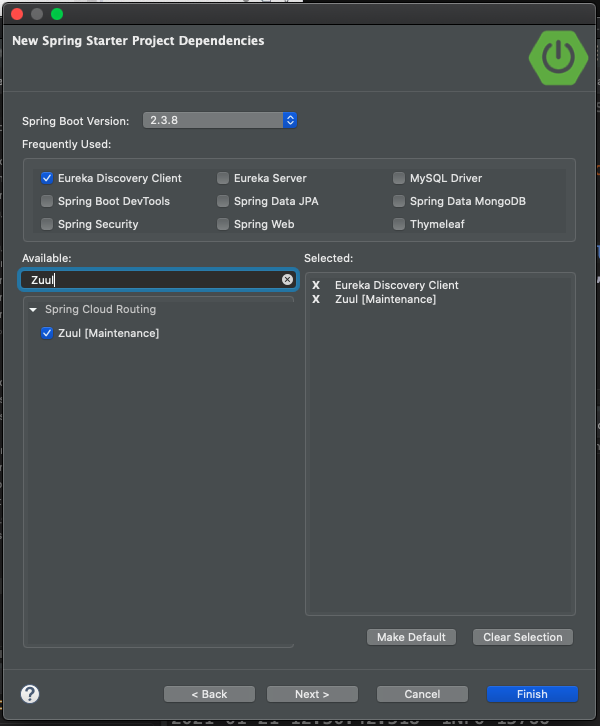 New Spring Starter Project Dependencies
Spring Boot Version: 2.3.8
Frequently Used:
Eureka Discovery Client Eureka Server MySQL Driver
Spring Boot DevTools Spring Data JPA Spring Data MongoDB
Spring Security Spring Web Thymeleaf
Available: Selected:
Zuul
X Eureka Discovery Client
X Zuul [Maintenance]
Spring Cloud Routing
Zuul [Maintenance]
Make Default Clear Selection
? < Back Next > Cancel Finish